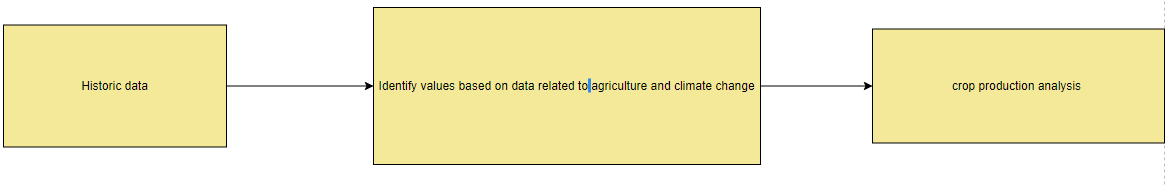 Historic data
Identify values based on data related to agriculture and climate change
crop production analysis